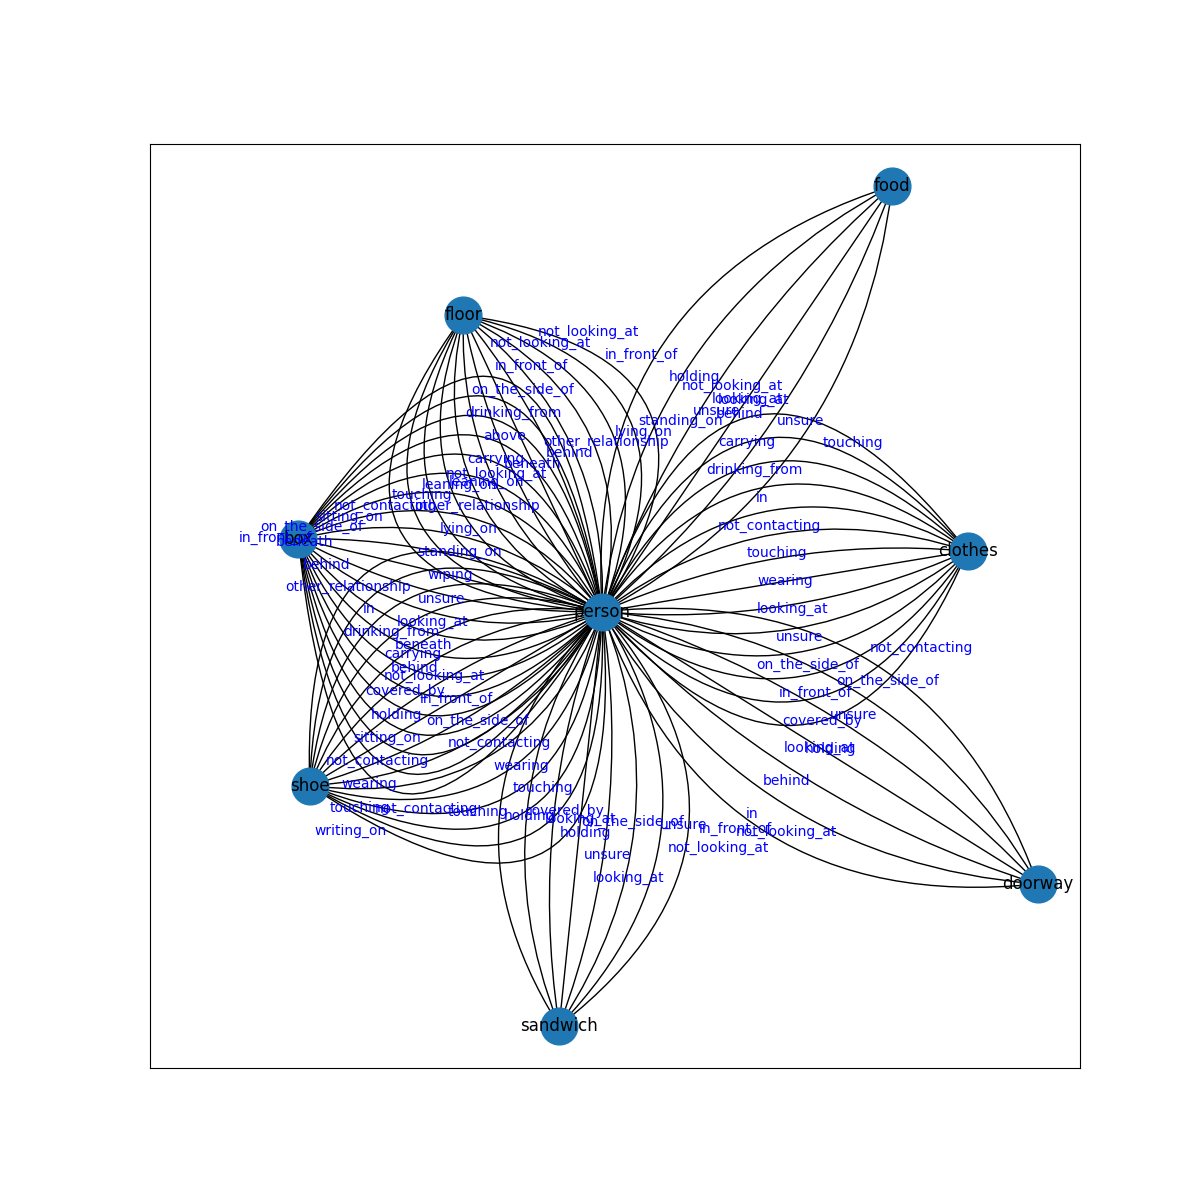 food
floor
not_looking_at
not_looking_at
in_front_of
in_front_of
holding
not_looking_at
on_the_side_of
looking_at
looking_at
unsure
behind
drinking_from
standing_on
unsure
lying_on
above
other_relationship
carrying
touching
behind
carrying
beneath
drinking_from
not_looking_at
leaning_on
leaning_on
touching
in
not_contacting
other_relationship
sitting_on
on_the_side_of
lying_on
not_contacting
in_front_of
box
beneath
standing_on
clothes
touching
behind
wiping
wearing
other_relationship
unsure
in
looking_at
person
looking_at
drinking_from
unsure
beneath
not_contacting
carrying
behind
on_the_side_of
not_looking_at
on_the_side_of
covered_by
in_front_of
in_front_of
holding
unsure
on_the_side_of
covered_by
sitting_on
not_contacting
looking_at
holding
not_contacting
wearing
behind
wearing
shoe
touching
touching
not_contacting
touching
covered_by
holding
in
looking_at
on_the_side_of
unsure
in_front_of
writing_on
holding
not_looking_at
not_looking_at
unsure
looking_at
doorway
sandwich